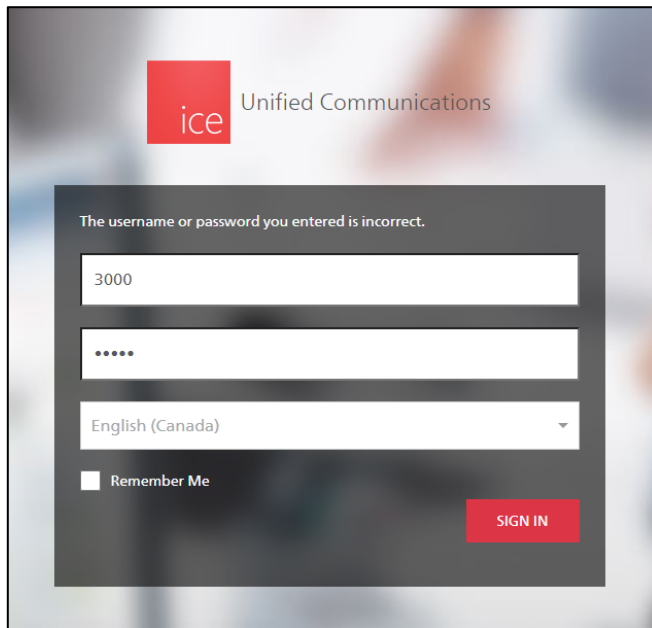 ice
Unified Communications
The username or password you entered is incorrect.
3000
•••••
English (Canada)
Remember Me
SIGN IN